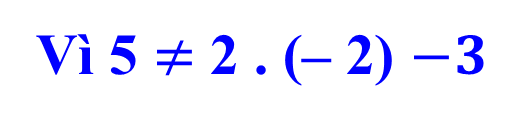 Vì 5 ≠ 2 . (– 2) −3